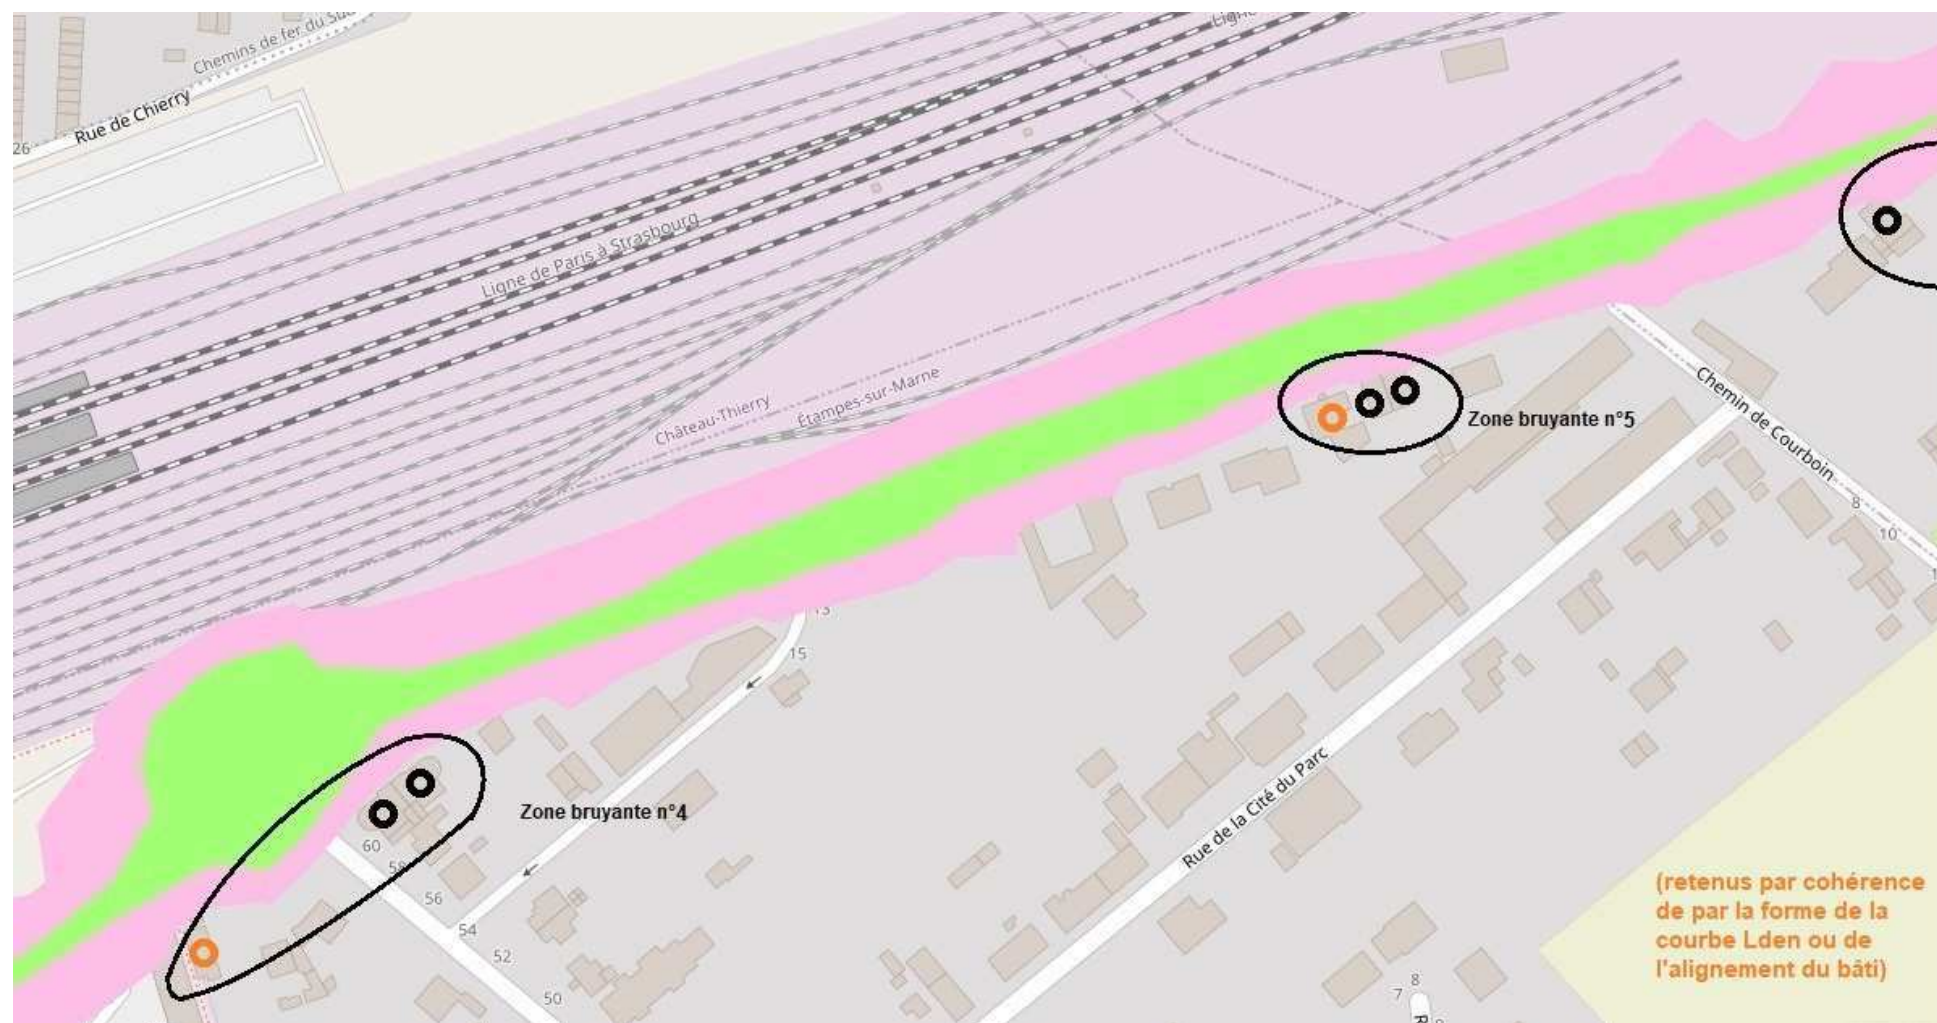 Chemins de fer du Sud
Ligne
Rue de Chierry
26
Ligne de Paris à Strasbourg
Château-Thierry
Étampes-sur-Marne
Zone bruyante n°5
Chemin de Courboin
8
10
1
13
15
Zone bruyante n°4
60
58
56
54
52
50
Rue de la Cité du Parc
(retenus par cohérence
de par la forme de la
courbe Lden ou de
l'alignement du bâti)
8
7
R